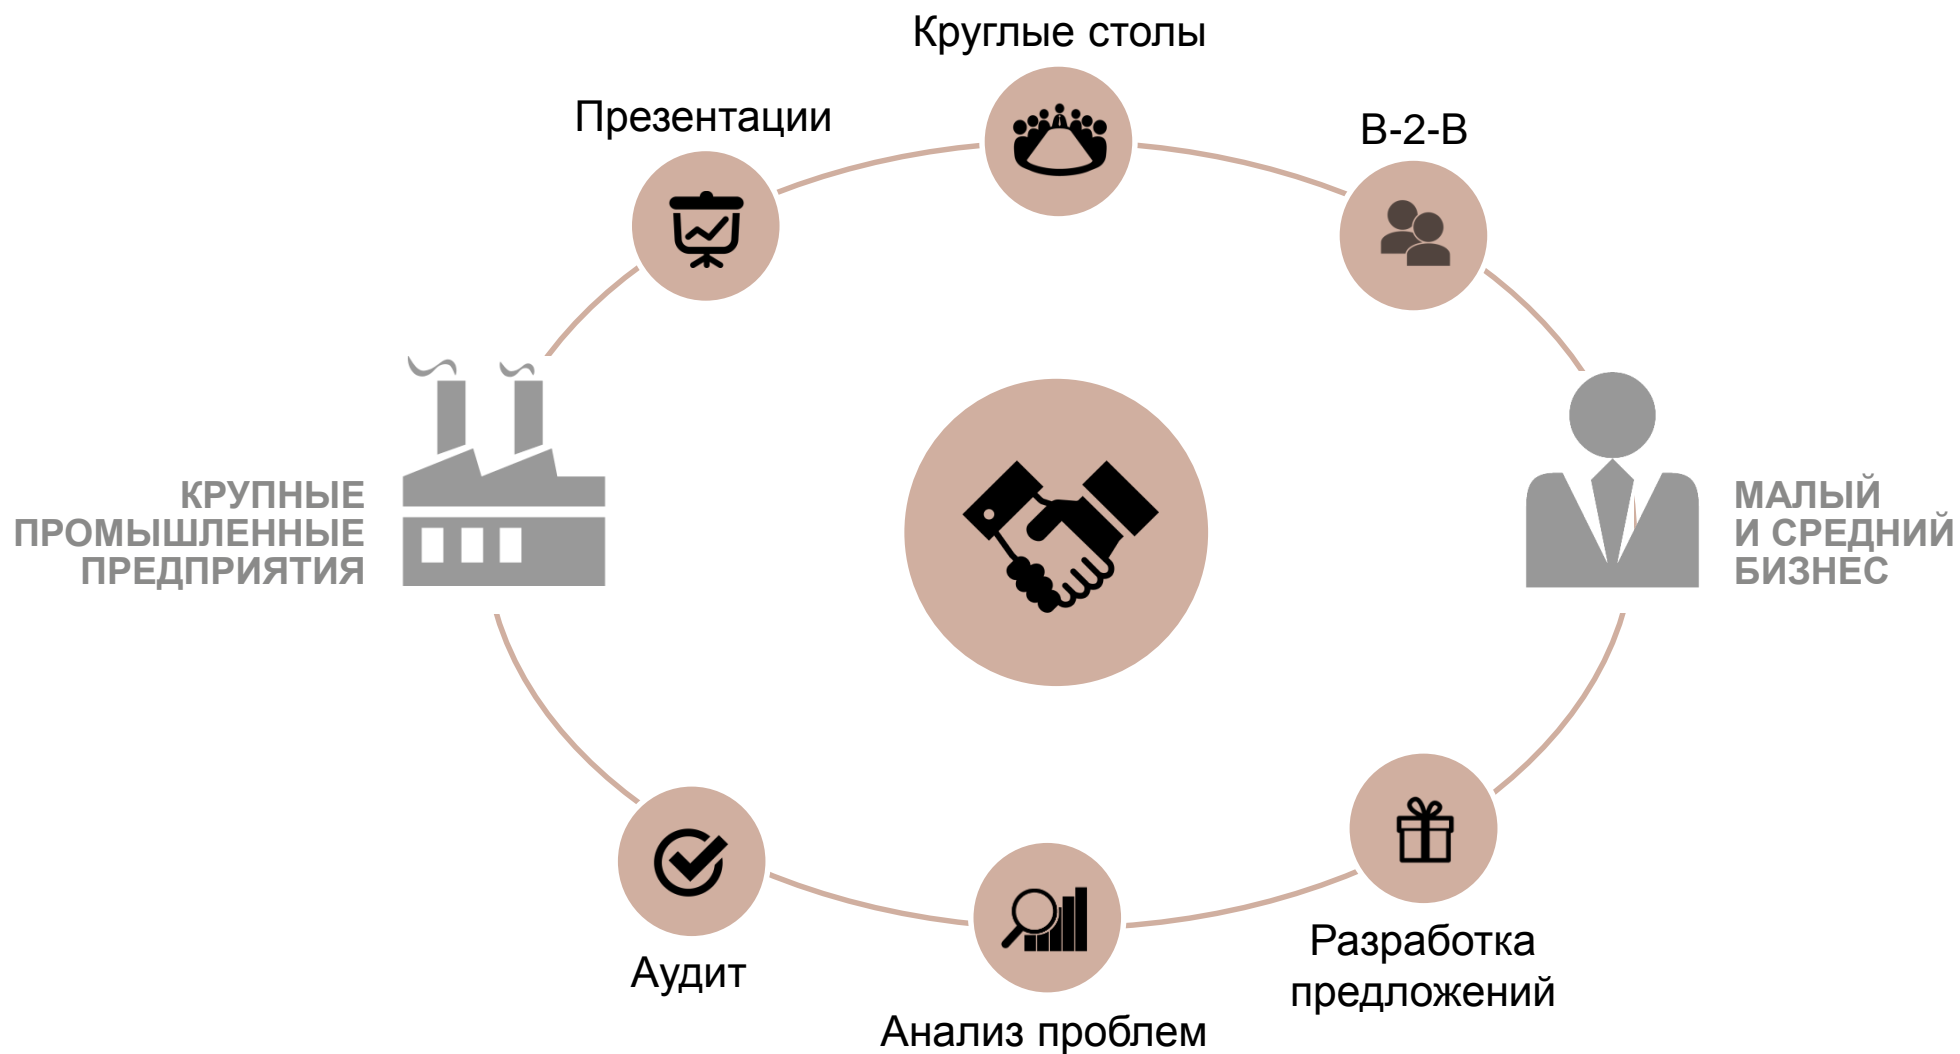 Круглые столы
Презентации
B-2-B
КРУПНЫЕ
ПРОМЫШЛЕННЫЕ
ПРЕДПРИЯТИЯ
МАЛЫЙ
И СРЕДНИЙ
БИЗНЕС
Аудит
Анализ проблем
Разработка
предложений